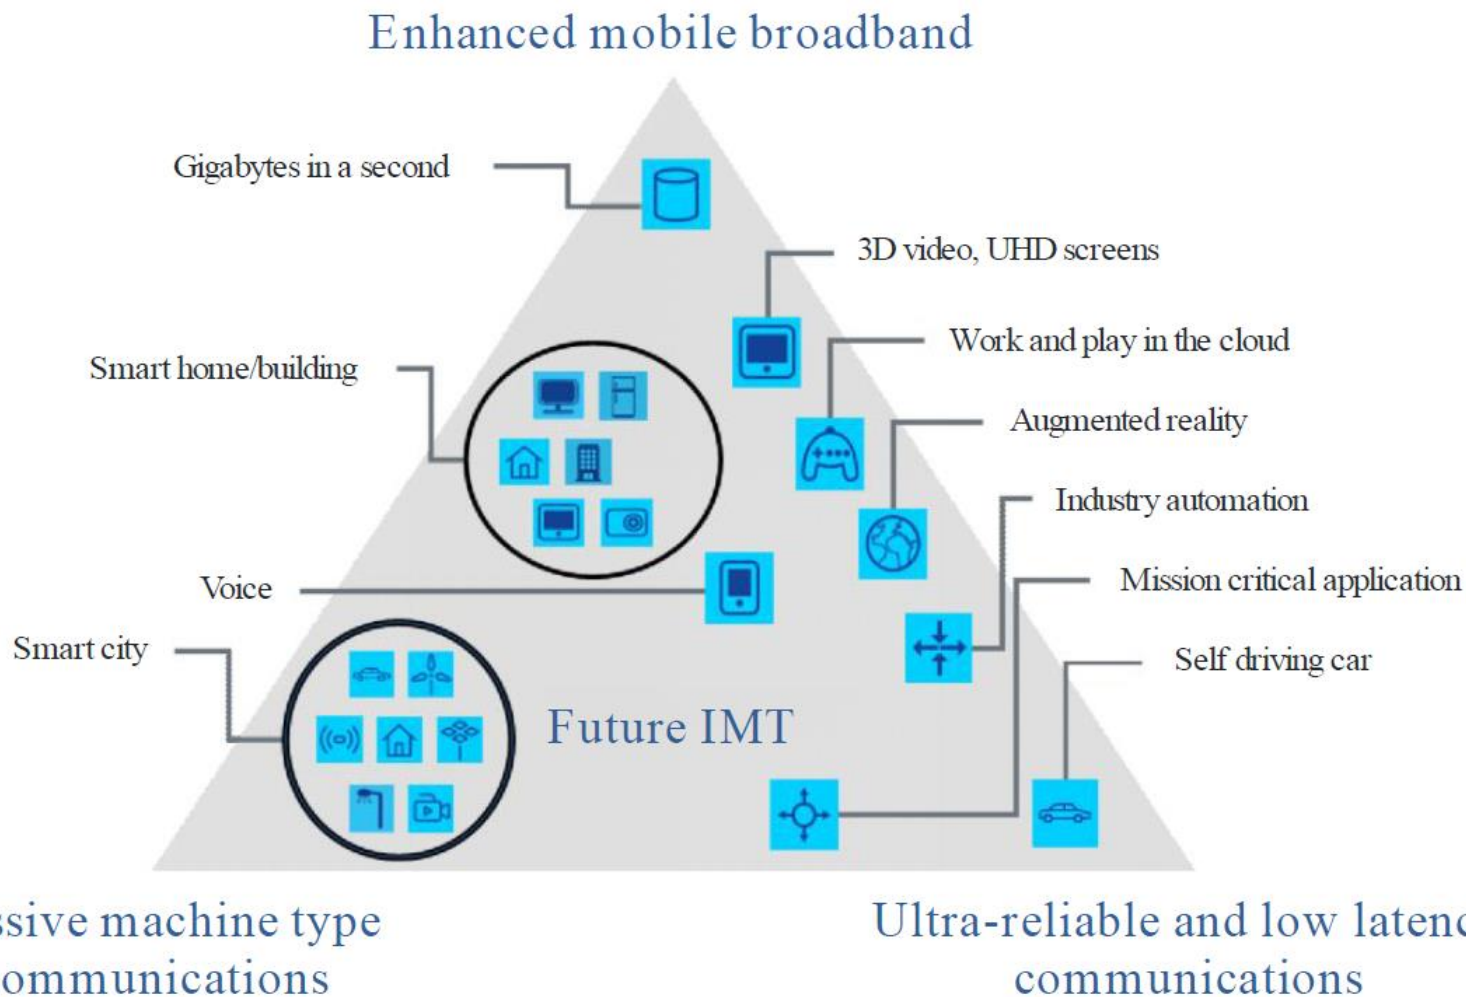 Enhanced mobile broadband
Gigabytes in a second
3D video, UHD screens
Work and play in the cloud
Smart home/building
Augmented reality
Industry automation
Voice
Mission critical application
Smart city
Self driving car
Future IMT
ssive machine type
ommunications
Ultra-reliable and low latenc
communications